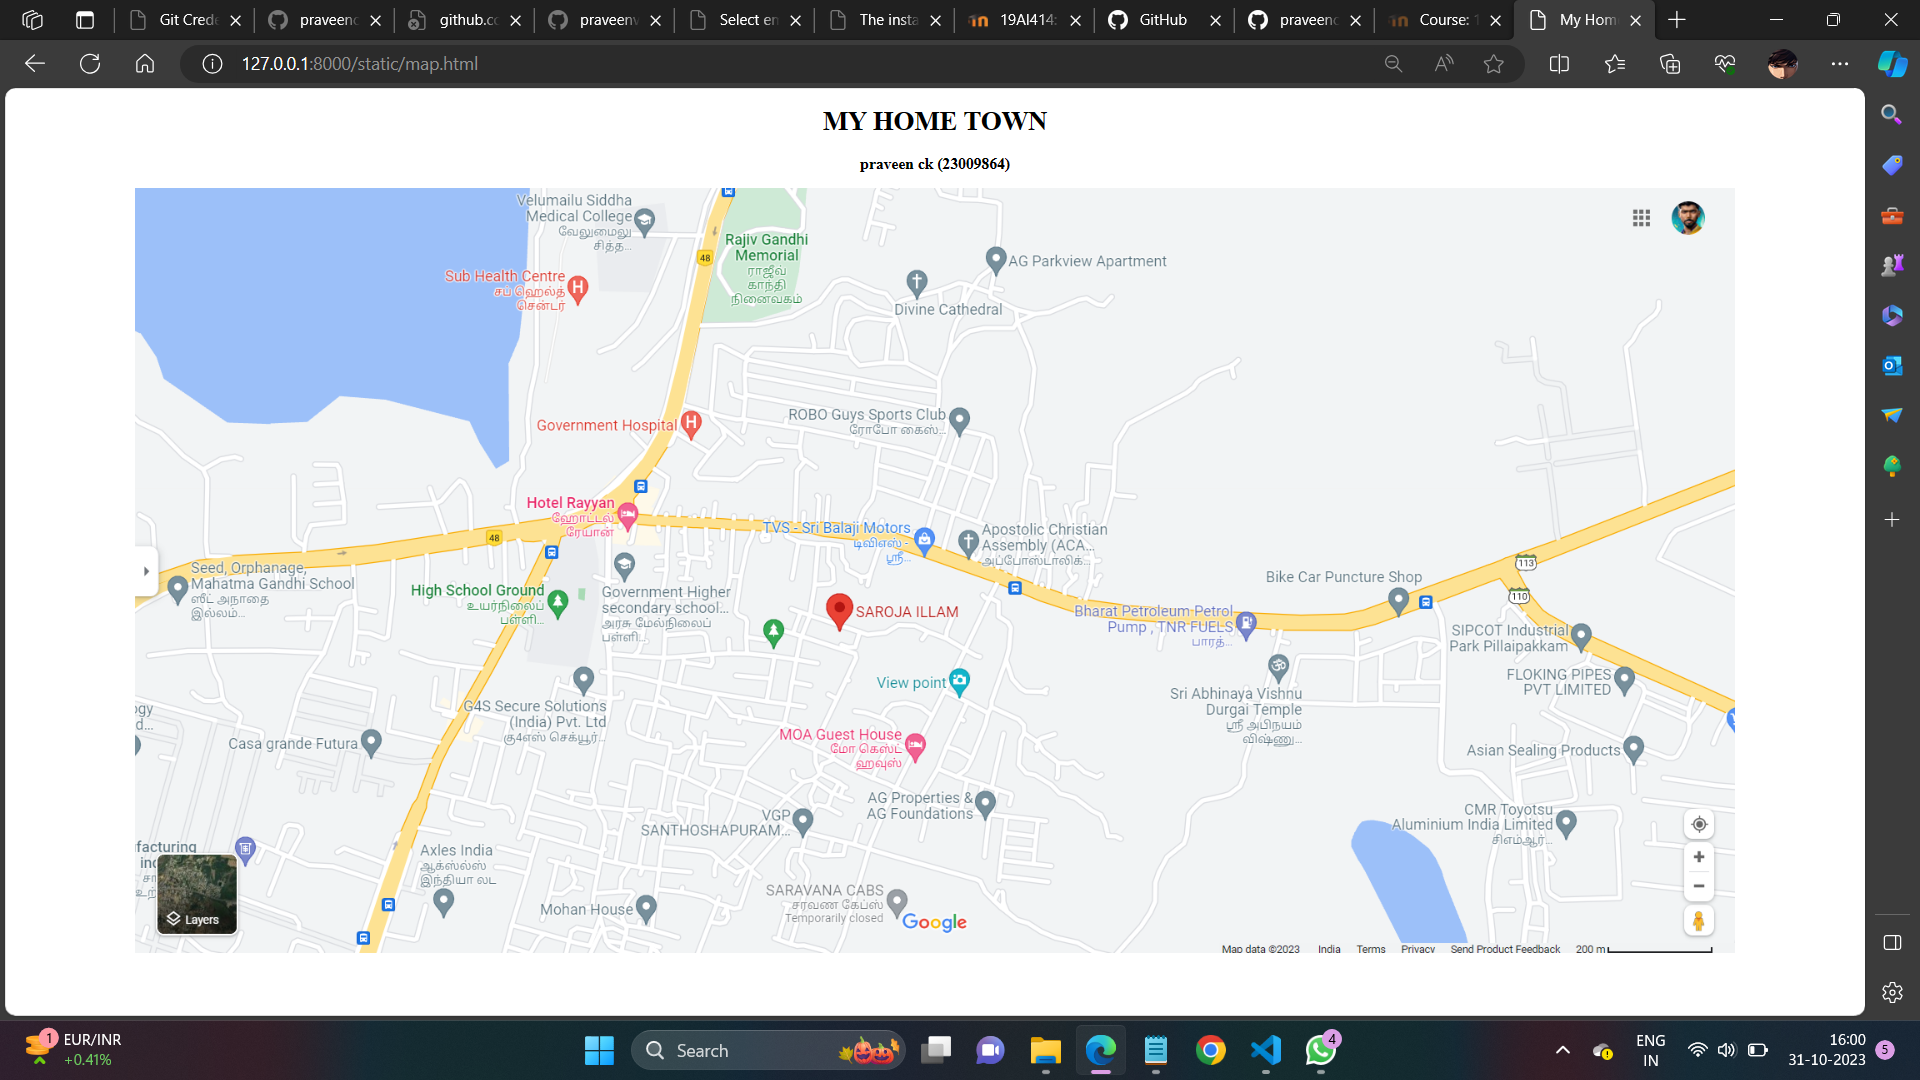 Git Crede
praveenc
github.co
praveenv
Select en
The insta
19AI414:
GitHub
praveenc
Course: 1
My Hom
127.0.0.1:8000/static/map.html
MY HOME TOWN
praveen ck (23009864)
Velumailu Siddha
Medical College
வேலுமைலு
சித்த...
Rajiv Gandhi
Memorial
ராஜீவ்
காந்தி
நினைவகம்
48
AG Parkview Apartment
Sub Health Centre
சப் ஹெல்த்
சென்டர்
Divine Cathedral
ROBO Guys Sports Club
ரோபோ கைஸ்...
Government Hospital
Hotel Rayyan
ஹோட்டல்
ரேயான்
TVS - Sri Balaji Motors
டிவிஎஸ் -
ஸ்ரீ...
Apostolic Christian
Assembly (ACA...
அப்போஸ்டாலிக்...
48
113
Seed, Orphanage,
Mahatma Gandhi School
ஸீட் அநாதை
இல்லம்...
Bike Car Puncture Shop
110
High School Ground
உயர்நிலைப்
பள்ளி...
Government Higher
secondary school...
அரசு மேல்நிலைப்
பள்ளி...
SAROJA ILLAM
Bharat Petroleum Petrol
Pump , TNR FUELS
பாரத்...
SIPCOT Industrial
Park Pillaipakkam
View point
FLOKING PIPES
PVT LIMITED
Sri Abhinaya Vishnu
Durgai Temple
ஸ்ரீ அபிநயம்
விஷ்ணு...
G4S Secure Solutions
(India) Pvt. Ltd
கு4எஸ் செக்யூர்...
ogy
d...
Casa grande Futura
MOA Guest House
மோ கெஸ்ட்
ஹவுஸ்
Asian Sealing Products
AG Properties &
AG Foundations
VGP
SANTHOSHAPURAM...
CMR Toyotsu
Aluminium India Limited
சிஎம்ஆர்...
facturing
Axles India
ஆக்ஸ்ல்ஸ்
இந்தியா லட
Layers
Mohan House
SARAVANA CABS
சரவண கேப்ஸ்
Temporarily closed
Google
Map data ©2023 India Terms Privacy Send Product Feedback 200 m
1
EUR/INR
+0.41%
Search
4
ENG
IN
16:00
31-10-2023
5